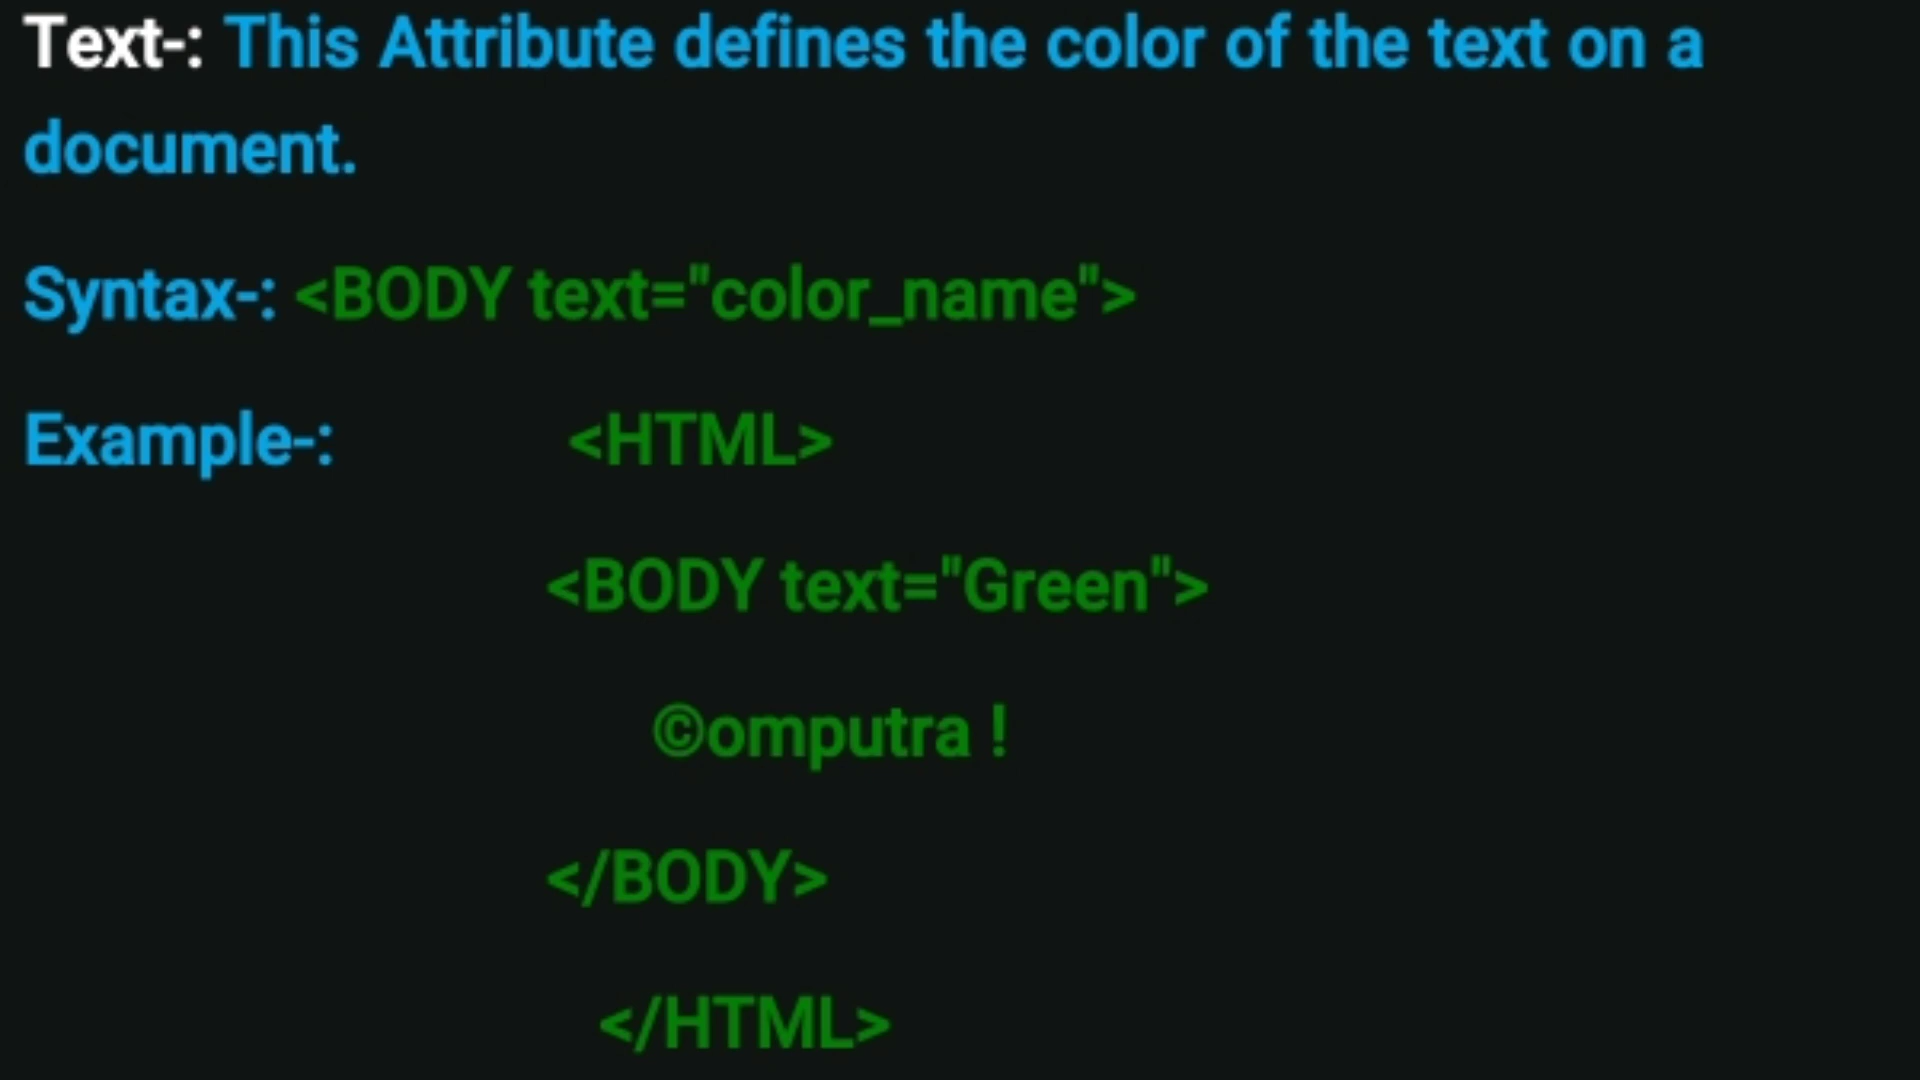 Text-: This Attribute defines the color of the text on a
document.
Syntax-: <BODY text="color_name">
Example-: <HTML>
<BODY text="Green">
©omputra !
</BODY>
</HTML>